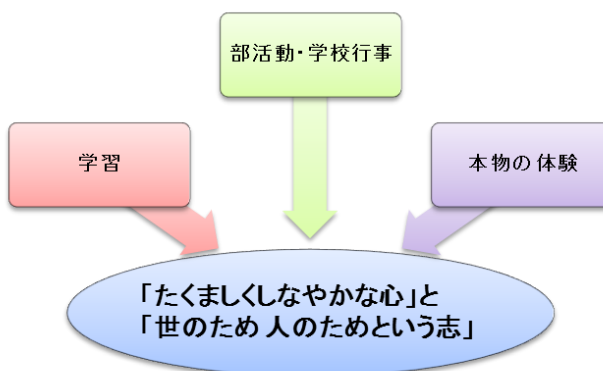 部活動・学校行事
学習
本物の体験
「たくましくしなやかな心」と
「世のため 人のためという志」